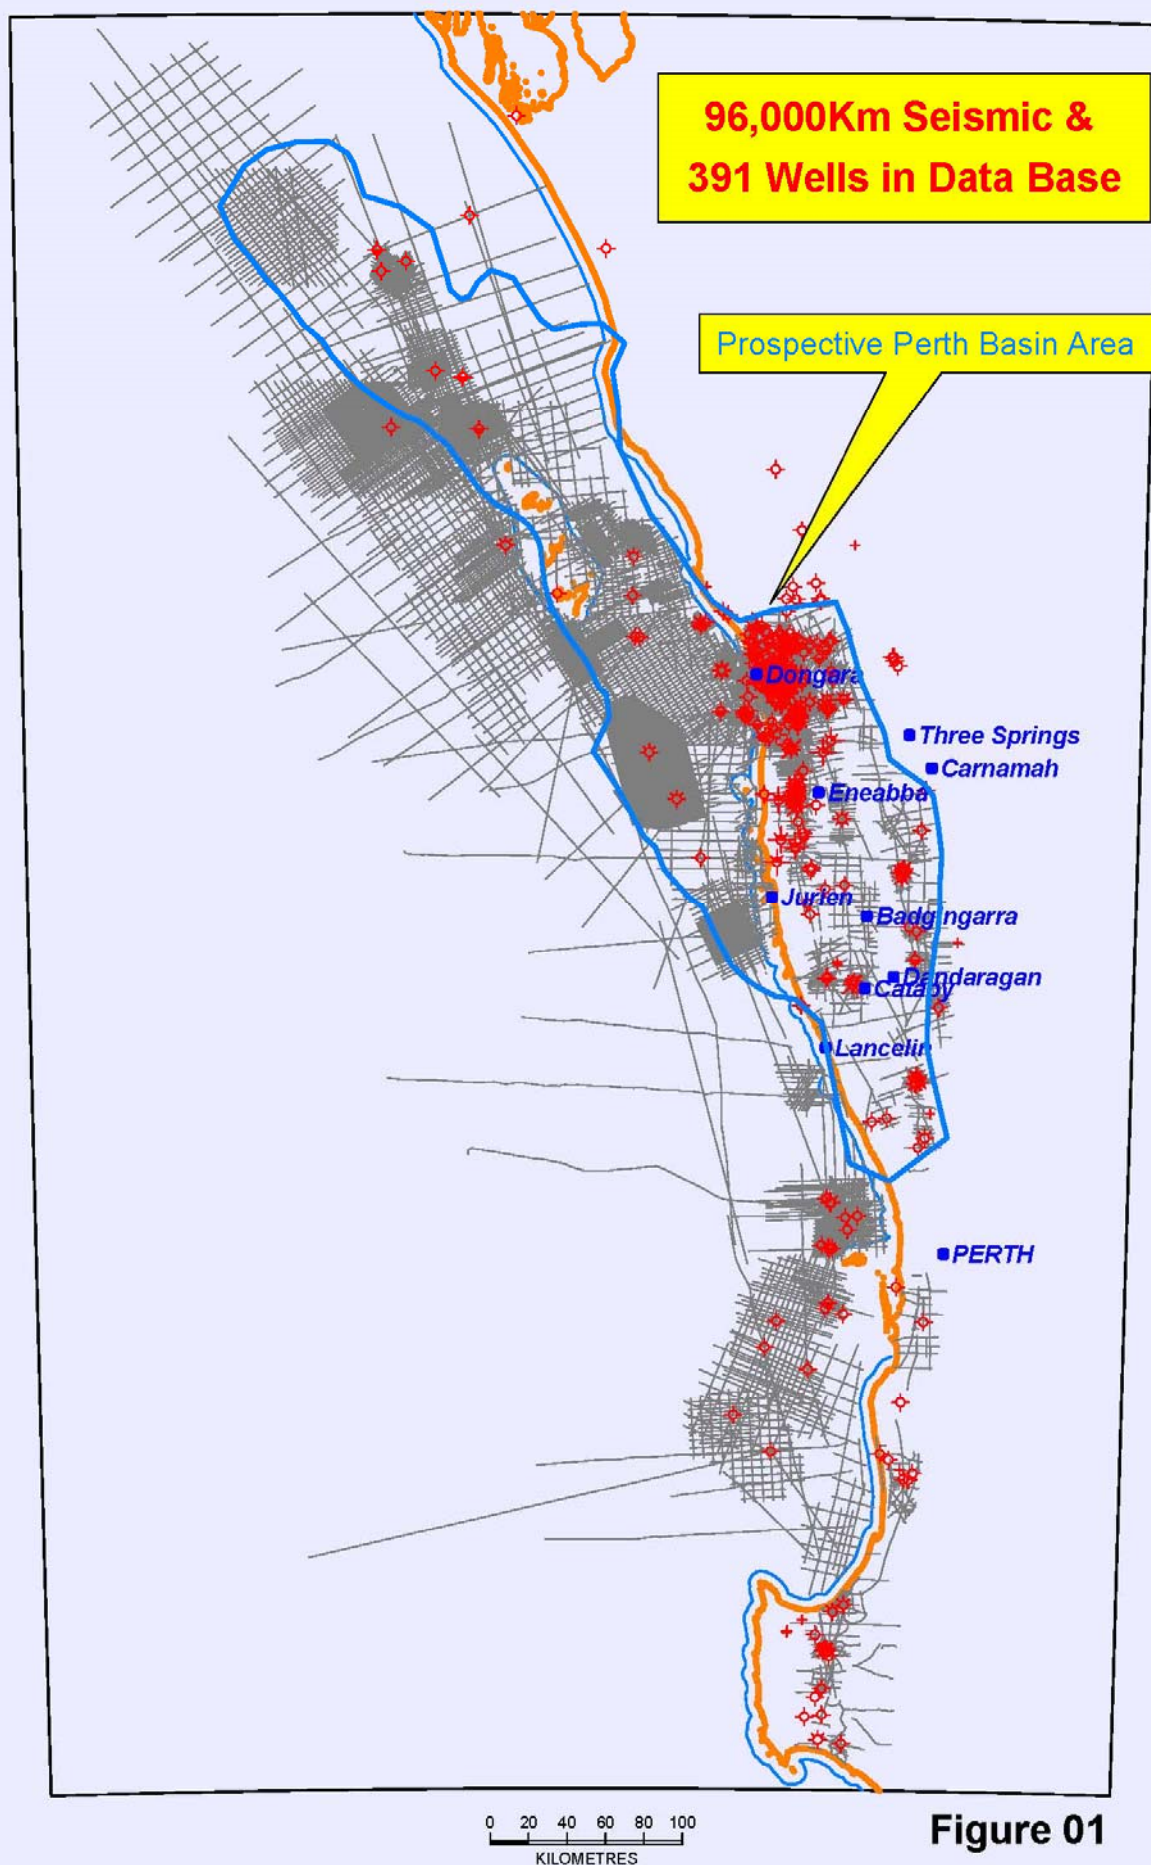 96,000Km Seismic &
391 Wells in Data Base
Prospective Perth Basin Area
Dongara
Three Springs
Carnamah
Eneabba
Jurien
Badgingarra
Dandaragan
Cataby
Lancelin
PERTH
0 20 40 60 80 100
KILOMETRES
Figure 01